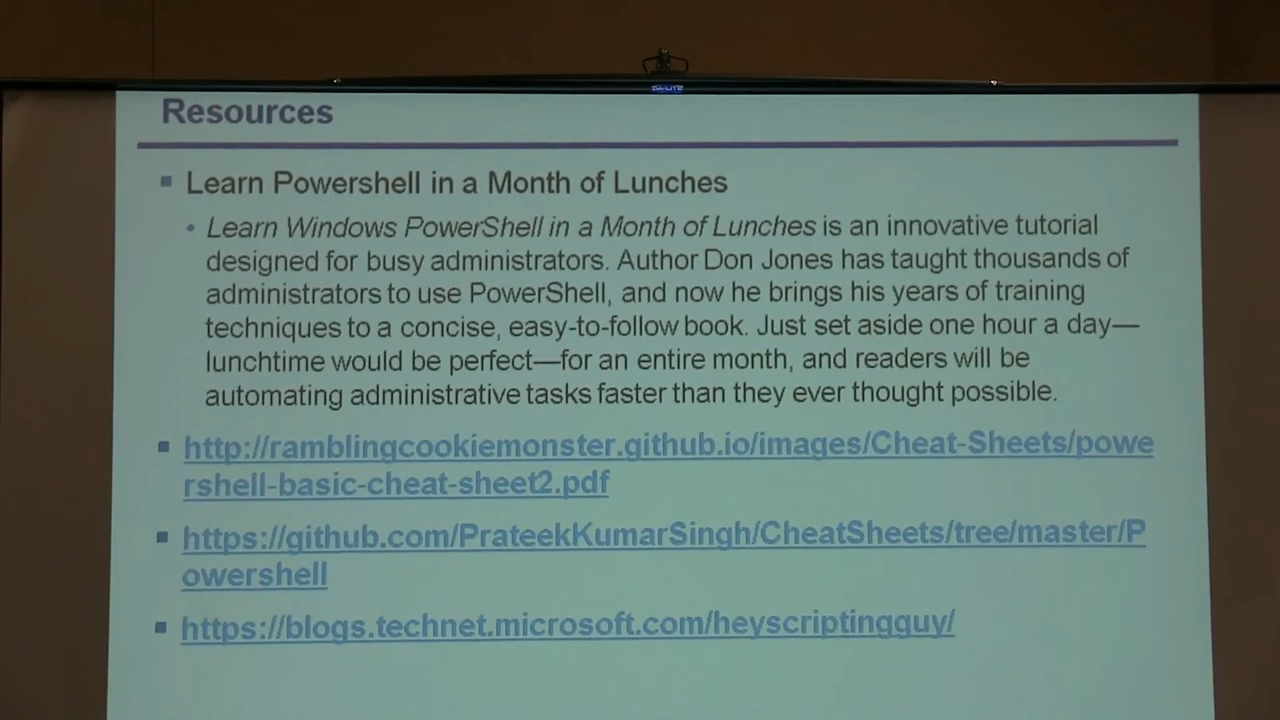 DA-LITE
Resources
Learn Powershell in a Month of Lunches
Learn Windows PowerShell in a Month of Lunches is an innovative tutorial
designed for busy administrators. Author Don Jones has taught thousands of
administrators to use PowerShell, and now he brings his years of training
techniques to a concise, easy-to-follow book. Just set aside one hour a day—
lunchtime would be perfect—for an entire month, and readers will be
automating administrative tasks faster than they ever thought possible.
http://ramblingcookiemonster.github.io/images/Cheat-Sheets/powe
rshell-basic-cheat-sheet2.pdf
https://github.com/PrateekKumarSingh/CheatSheets/tree/master/P
owershell
https://blogs.technet.microsoft.com/heyscriptingguy/